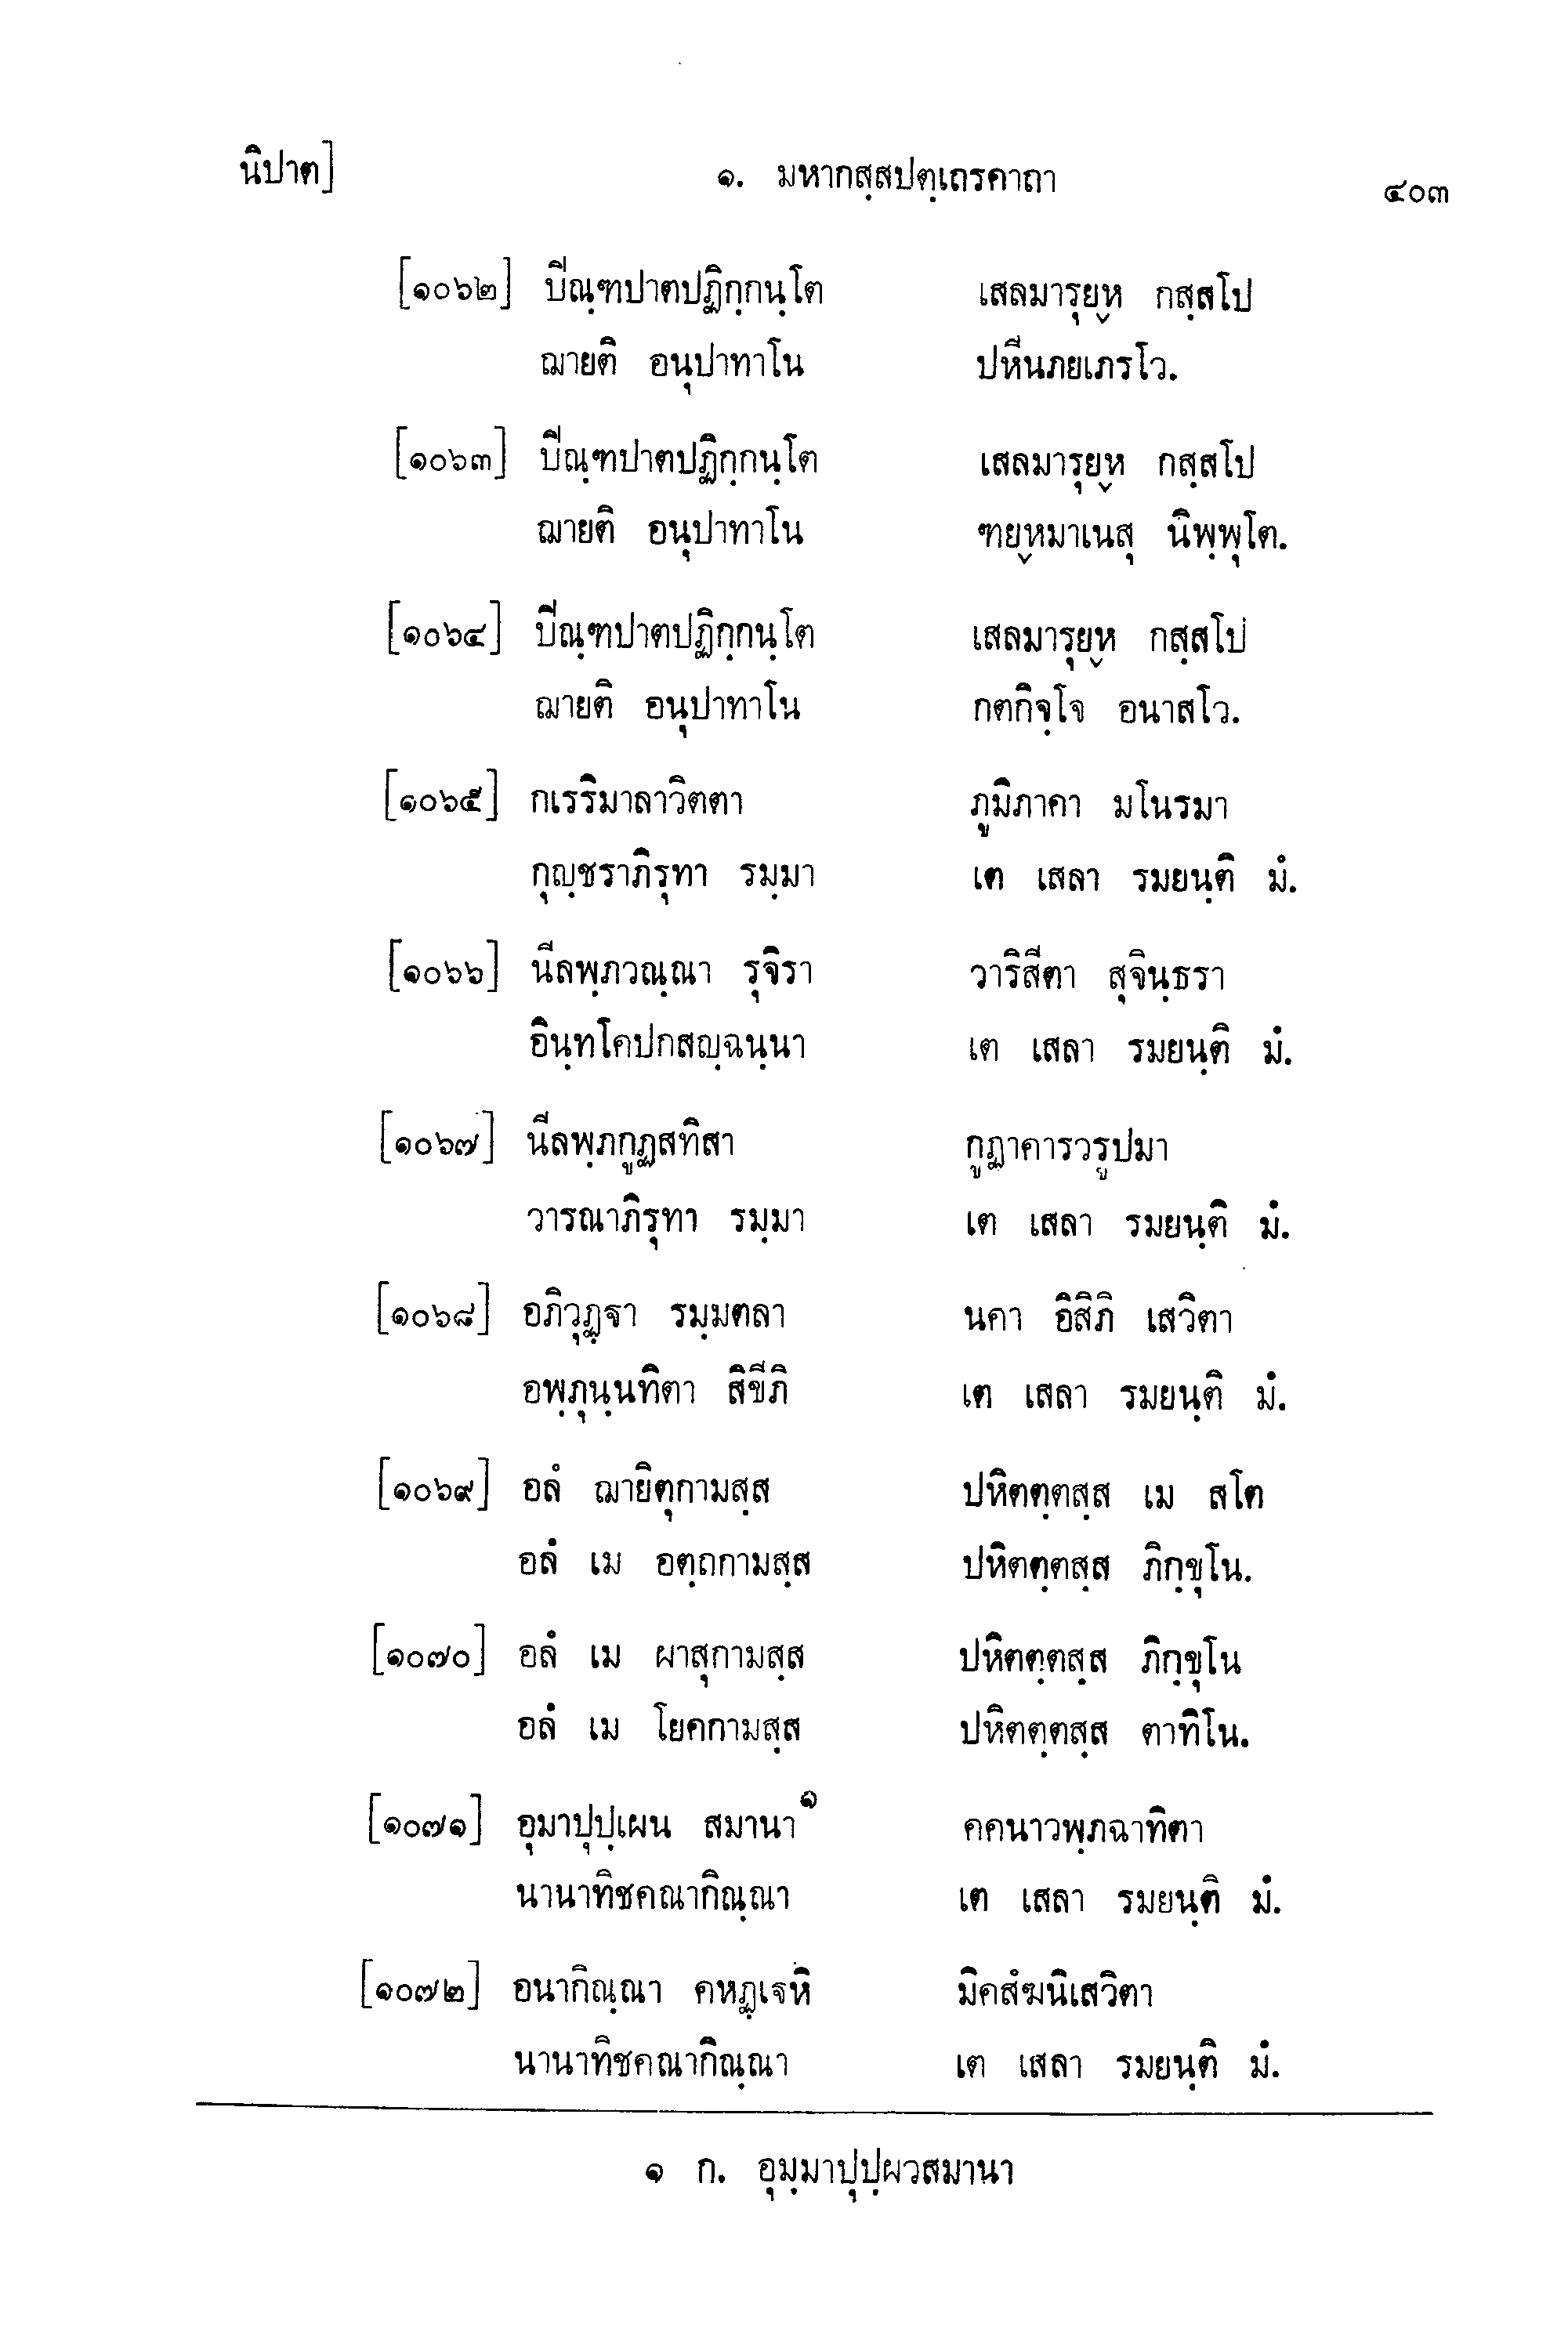 นิปาต] ๑. มหากสฺสปตฺเถรคาถา ๔๐๓
[๑๐๖๒] ปิณฺฑปาตปฏิกฺกนฺโต เสลมารุยฺห กสฺสโป
ฌายติ อนุปาทาโน ปหีนภยเภรโว.
[๑๐๖๓] ปิณฺฑปาตปฏิกฺกนฺโต เสลมารุยฺห กสฺสโป
ฌายติ อนุปาทาโน ฑยฺหมาเนสุ นิพฺพุโต.
[๑๐๖๔] ปิณฺฑปาตปฏิกฺกนฺโต เสลมารุยฺห กสฺสโป
ฌายติ อนุปาทาโน กตกิจฺโจ อนาสโว.
[๑๐๖๕] กเรริมาลาวิตตา ภูมิภาคา มโนรมา
กุญฺชราภิรุทา รมฺมา เต เสลา รมยนฺติ มํ.
[๑๐๖๖] นีลพฺภวณฺณา รุจิรา วาริสีตา สุจินฺธรา
อินฺทโคปกสญฺฉนฺนา เต เสลา รมยนฺติ มํ.
[๑๐๖๗] นีลพฺภกูฏสทิสา กูฏาคารวรูปมา
วารณาภิรุทา รมฺมา เต เสลา รมยนฺติ มํ.
[๑๐๖๘] อภิวุฏฺฐา รมฺมตลา นคา อิสิภิ เสวิตา
อพฺภุนฺนทิตา สิขีภิ เต เสลา รมยนฺติ มํ.
[๑๐๖๙] อลํ ฌายิตุกามสฺส ปหิตตฺตสฺส เม สโต
อลํ เม อตฺถกามสฺส ปหิตตฺตสฺส ภิกฺขุโน.
[๑๐๗๐] อลํ เม ผาสุกามสฺส ปหิตตฺตสฺส ภิกฺขุโน
อลํ เม โยคกามสฺส ปหิตตฺตสฺส ตาทิโน.
[๑๐๗๑] อุมาปุปฺเผน สมานา๑ คคนาวพฺภฉาทิตา
นานาทิชคณากิณฺณา เต เสลา รมยนฺติ มํ.
[๑๐๗๒] อนากิณฺณา คหฏฺเฐหิ มิคสํฆนิเสวิตา
นานาทิชคณากิณฺณา เต เสลา รมยนฺติ มํ.
๑ ก. อุมฺมาปุปฺผวสมานา